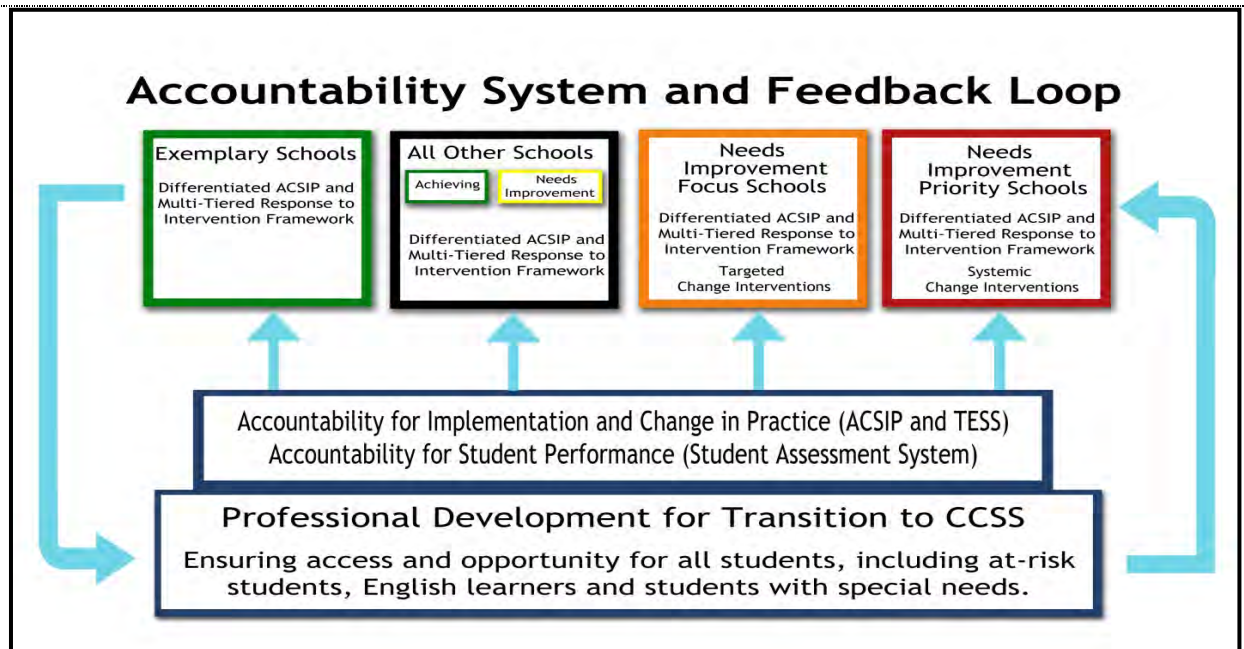 Accountability System and Feedback Loop
Exemplary Schools
Differentiated ACSIP and
Multi-Tiered Response to
Intervention Framework
All Other Schools
Achieving
Needs
Improvement
Differentiated ACSIP and
Multi-Tiered Response to
Intervention Framework
Needs
Improvement
Focus Schools
Differentiated ACSIP and
Multi-Tiered Response to
Intervention Framework
Targeted
Change Interventions
Needs
Improvement
Priority Schools
Differentiated ACSIP and
Multi-Tiered Response to
Intervention Framework
Systemic
Change Interventions
Accountability for Implementation and Change in Practice (ACSIP and TESS)
Accountability for Student Performance (Student Assessment System)
Professional Development for Transition to CCSS
Ensuring access and opportunity for all students, including at-risk
students, English learners and students with special needs.